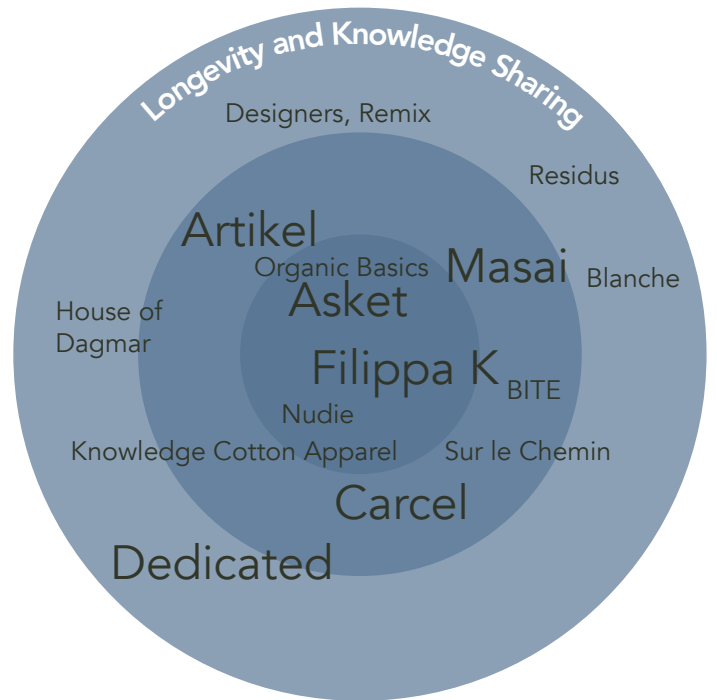 Longevity and Knowledge Sharing
Designers, Remix
Residus
Artikel
Organic Basics
Masai
Blanche
Asket
House of
Dagmar
Filippa K
BITE
Nudie
Knowledge Cotton Apparel
Sur le Chemin
Carcel
Dedicated